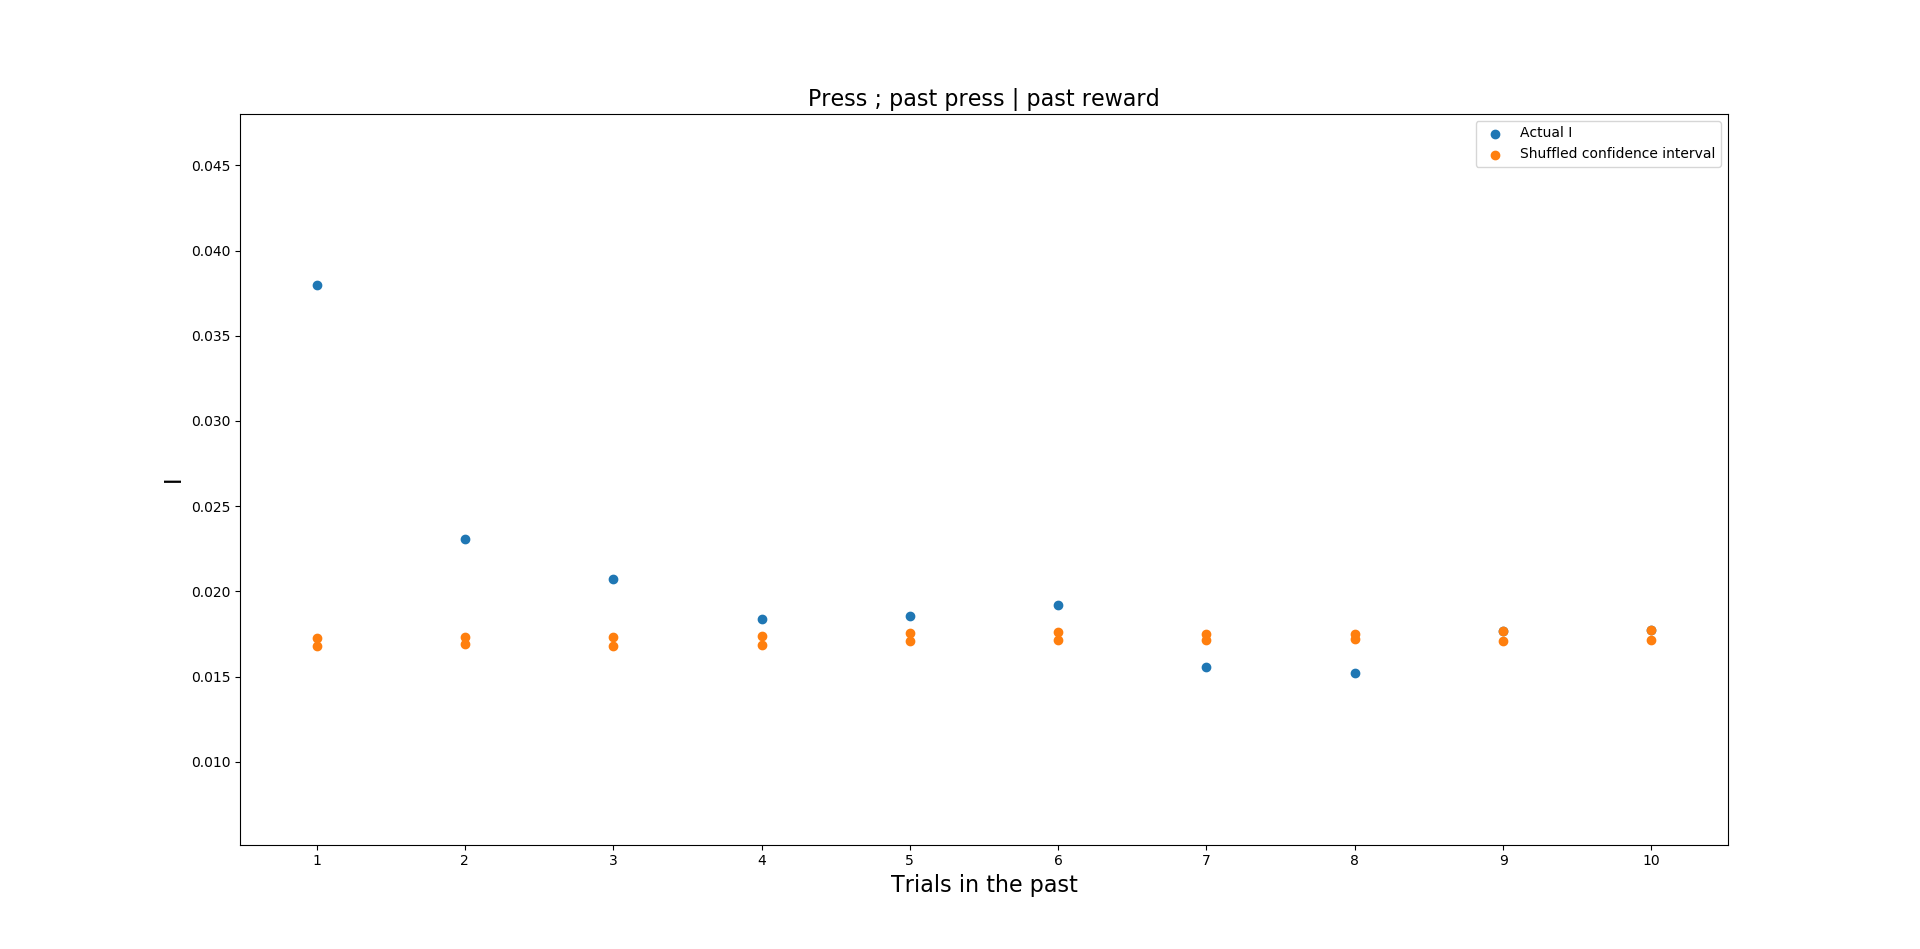 Press ; past press | past reward
Actual I
Shuffled confidence interval
0.045
0.040
0.035
0.030
0.025
0.020
0.015
0.010
I
1 2 3 4 5 6 7 8 9 10
Trials in the past